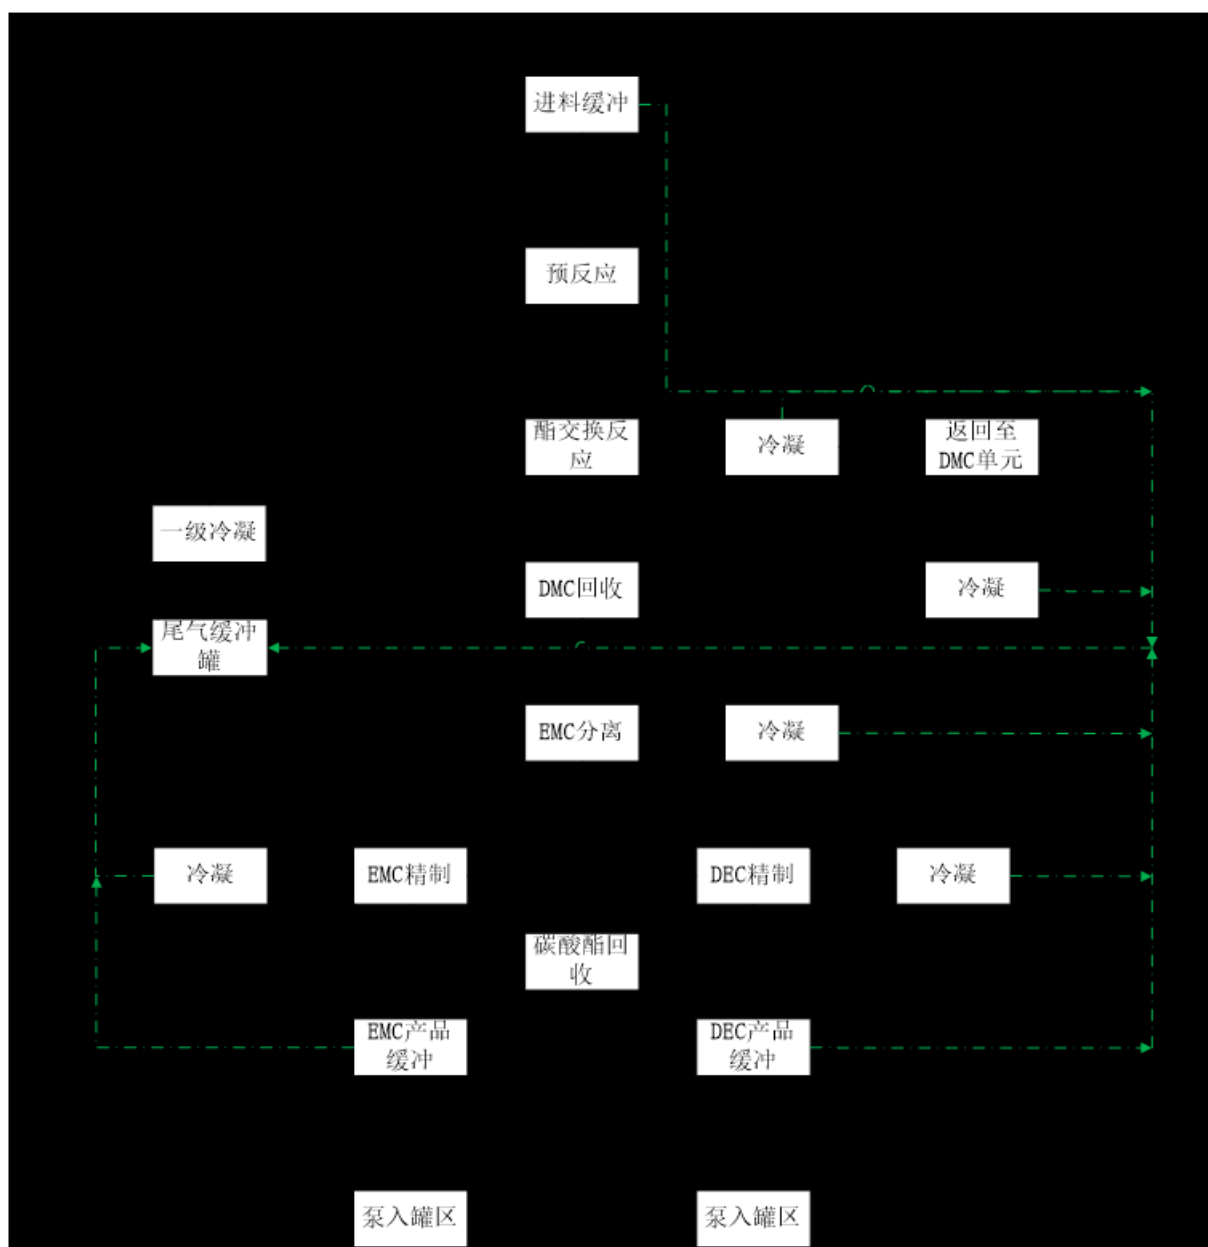 进料缓冲
预反应
酯交换反
应
冷凝
返回至
DMC单元
一级冷凝
DMC回收
冷凝
尾气缓冲
罐
EMC分离
冷凝
冷凝
EMC精制
DEC精制
冷凝
碳酸酯回
收
EMC产品
缓冲
DEC产品
缓冲
泵入罐区
泵入罐区